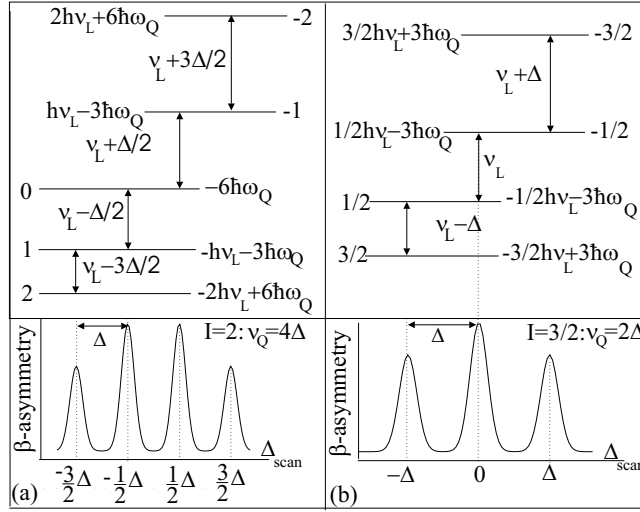 2hν_L+6ħω_Q
-2
ν_L+3Δ/2
hν_L−3ħω_Q
-1
ν_L+Δ/2
0
−6ħω_Q
ν_L−Δ/2
1
-hν_L−3ħω_Q
ν_L−3Δ/2
2
-2hν_L+6ħω_Q
3/2hν_L+3ħω_Q
-3/2
ν_L+Δ
1/2hν_L−3ħω_Q
-1/2
ν_L
1/2
-1/2hν_L−3ħω_Q
ν_L−Δ
3/2
-3/2hν_L+3ħω_Q
β-asymmetry
Δ
I=2: ν_Q=4Δ
Δ_scan
-3/2Δ -1/2Δ 1/2Δ 3/2Δ
(a)
β-asymmetry
Δ
I=3/2: ν_Q=2Δ
Δ_scan
−Δ 0 Δ
(b)